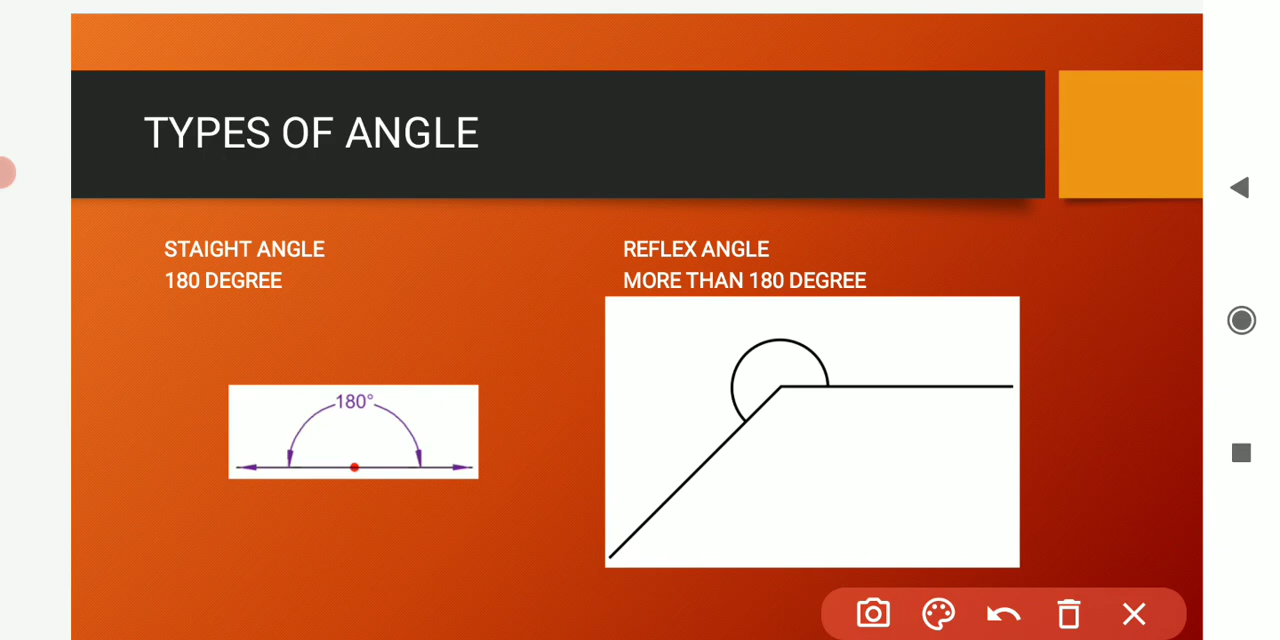 TYPES OF ANGLE
STAIGHT ANGLE
180 DEGREE
REFLEX ANGLE
MORE THAN 180 DEGREE
180°